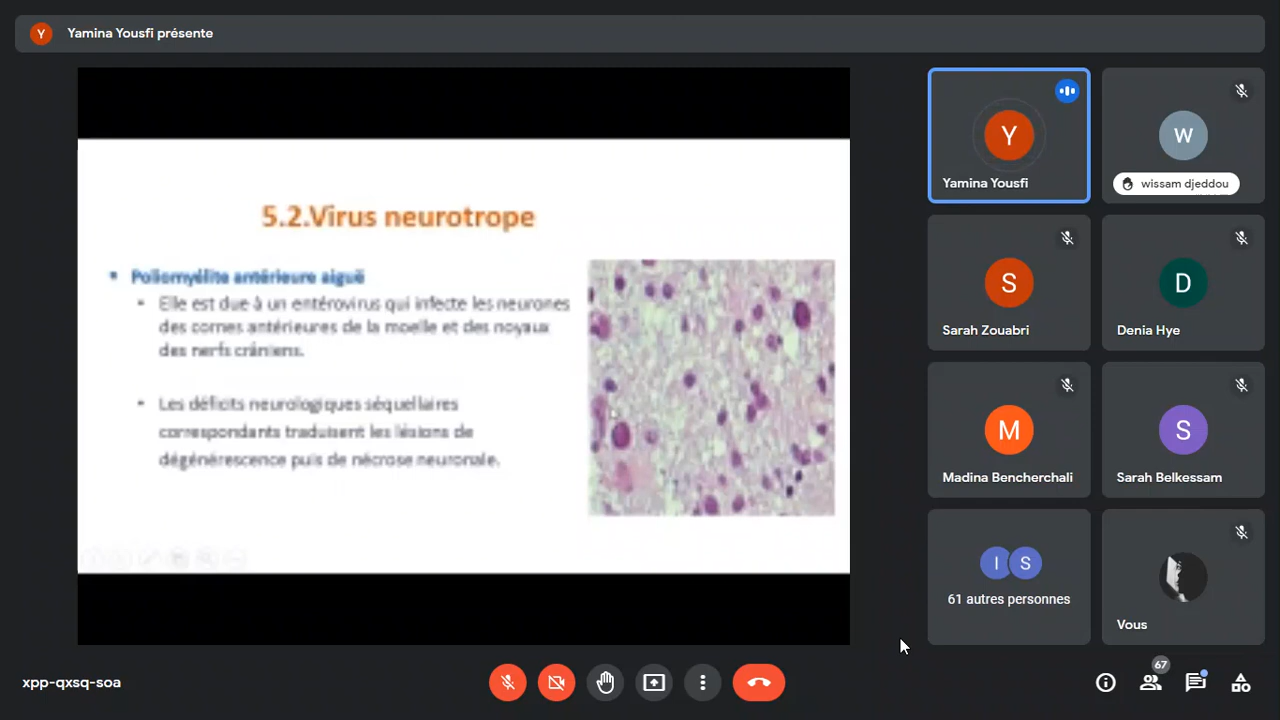 Y
Yamina Yousfi présente
5.2.Virus neurotrope
Poliomyélite antérieure aiguë
Elle est due à un entérovirus qui infecte les neurones
des cornes antérieures de la moelle et des noyaux
des nerfs crâniens.
Les déficits neurologiques séquellaires
correspondants traduisent les lésions de
dégénérescence puis de nécrose neuronale.
Y
Yamina Yousfi
W
wissam djeddou
S
Sarah Zouabri
D
Denia Hye
M
Madina Bencherchali
S
Sarah Belkessam
I S
61 autres personnes
Vous
xpp-qxsq-soa
67